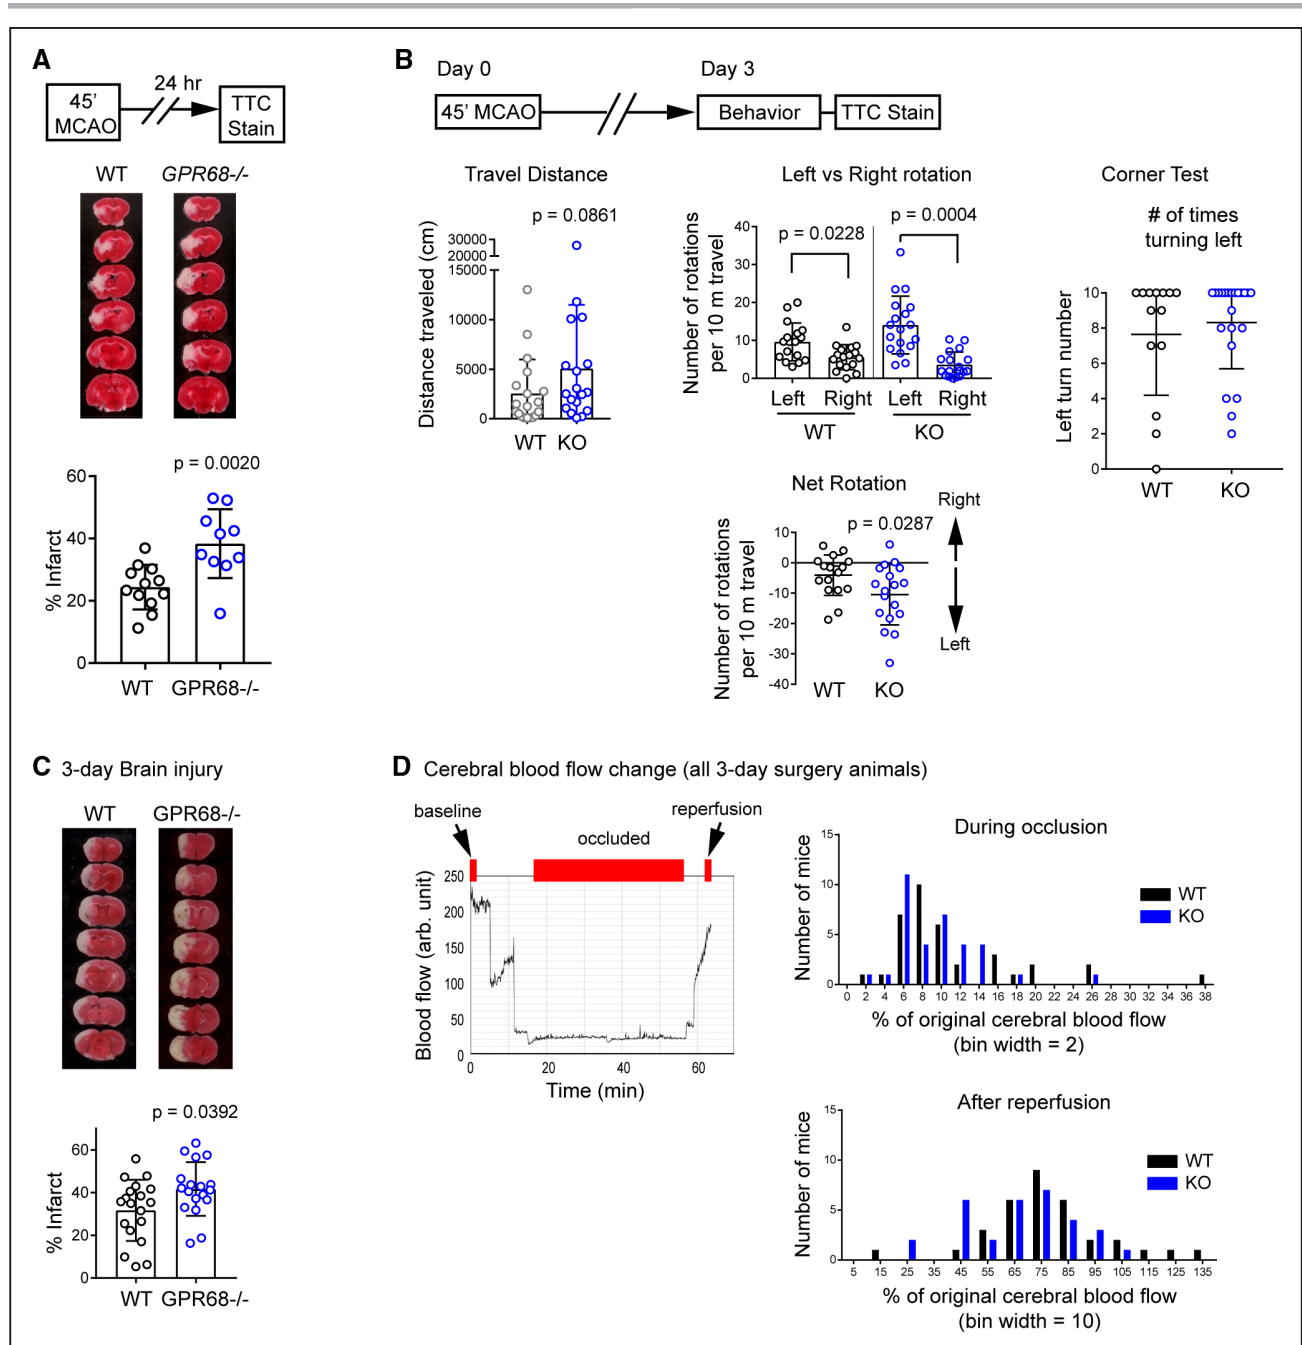 A
24 hr
45’
MCAO
TTC
Stain
WT
GPR68-/-
p = 0.0020
% Infarct
60
40
20
0
WT
GPR68-/-
B
Day 0
Day 3
45’ MCAO
Behavior
TTC Stain
Travel Distance
p = 0.0861
Distance traveled (cm)
30000
20000
15000
10000
5000
0
WT
KO
Left vs Right rotation
p = 0.0228
p = 0.0004
Number of rotations
per 10 m travel
40
30
20
10
0
Left
Right
Left
Right
WT
KO
Net Rotation
p = 0.0287
Number of rotations
per 10 m travel
10
0
-10
-20
-30
-40
WT
KO
Right
Left
Corner Test
# of times
turning left
Left turn number
10
8
6
4
2
0
WT
KO
C
3-day Brain injury
WT
GPR68-/-
p = 0.0392
% Infarct
60
40
20
0
WT
GPR68-/-
D
Cerebral blood flow change (all 3-day surgery animals)
baseline
occluded
reperfusion
Blood flow (arb. unit)
250
200
150
100
50
0
0
20
40
60
Time (min)
During occlusion
Number of mice
15
10
5
0
WT
KO
0 2 4 6 8 10 12 14 16 18 20 22 24 26 28 30 32 34 36 38
% of original cerebral blood flow
(bin width = 2)
After reperfusion
Number of mice
15
10
5
0
WT
KO
5 15 25 35 45 55 65 75 85 95 105 115 125 135
% of original cerebral blood flow
(bin width = 10)